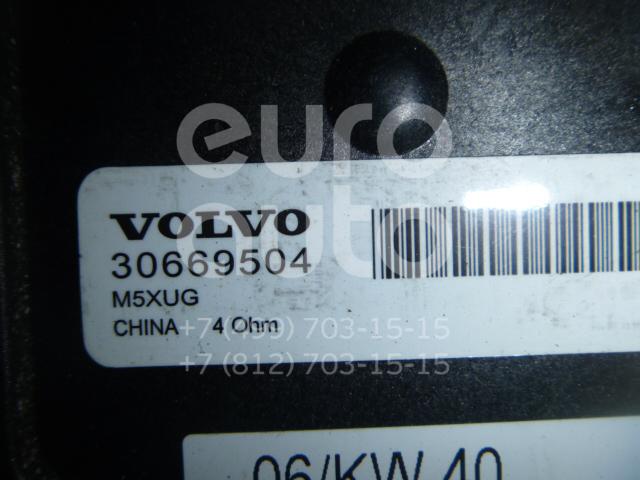 euro
auto
VOLVO
30669504
M5XUG
CHINA 4 Ohm
+7 (499) 703-15-15
+7 (812) 703-15-15
06/KW 40